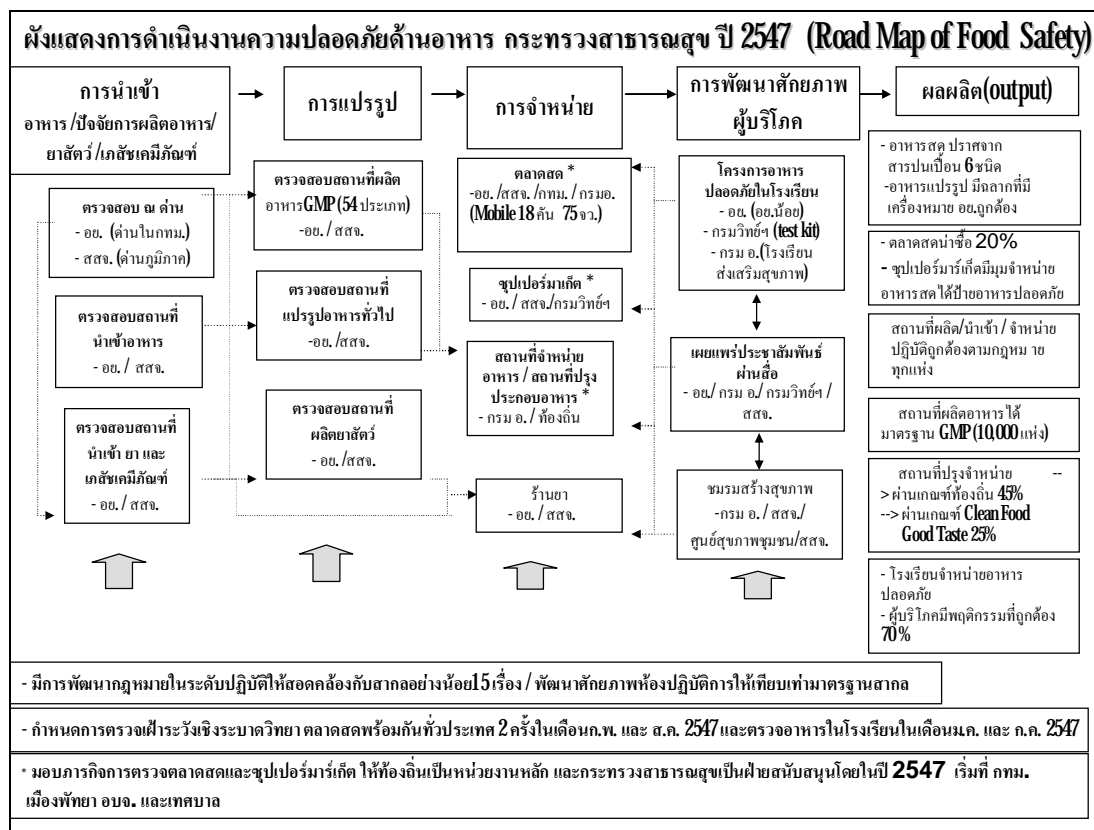 ผังแสดงการดำเนินงานความปลอดภัยด้านอาหาร กระทรวงสาธารณสุข ปี 2547 (Road Map of Food Safety)
การนำเข้า
อาหาร /ปัจจัยการผลิตอาหาร/
ยาสัตว์ /เภสัชเคมีภัณฑ์
การแปรรูป
การจำหน่าย
การพัฒนาศักยภาพ
ผู้บริโภค
ผลผลิต(output)
ตรวจสอบ ณ ด่าน
- อย. (ด่านในกทม.)
- สสจ. (ด่านภูมิภาค)
ตรวจสอบสถานที่
นำเข้าอาหาร
- อย. / สสจ.
ตรวจสอบสถานที่
นำเข้า ยา และ
เภสัชเคมีภัณฑ์
- อย. / สสจ.
ตรวจสอบสถานที่ผลิต
อาหารGMP (54 ประเภท)
-อย. / สสจ.
ตรวจสอบสถานที่
แปรรูปอาหารทั่วไป
-อย. /สสจ.
ตรวจสอบสถานที่
ผลิตยาสัตว์
- อย. /สสจ.
ตลาดสด *
-อย. /สสจ. /กทม. / กรมอ.
(Mobile 18 คัน 75 จว.)
ซุปเปอร์มาเก็ต *
- อย. / สสจ./กรมวิทย์ฯ
สถานที่จำหน่าย
อาหาร / สถานที่ปรุง
ประกอบอาหาร *
- กรม อ. / ท้องถิ่น
ร้านยา
- อย. / สสจ.
โครงการอาหาร
ปลอดภัยในโรงเรียน
- อย. (อย.น้อย)
- กรมวิทย์ฯ (test kit)
- กรม อ. (โรงเรียน
ส่งเสริมสุขภาพ)
เผยแพร่ประชาสัมพันธ์
ผ่านสื่อ
- อย./ กรม อ./ กรมวิทย์ฯ /
สสจ.
ชมรมสร้างสุขภาพ
-กรม อ. / สสจ./
ศูนย์สุขภาพชุมชน/สสจ.
- อาหารสด ปราศจาก
สารปนเปื้อน 6 ชนิด
-อาหารแปรรูป มีฉลากที่มี
เครื่องหมาย อย.ถูกต้อง
- ตลาดสดน่าซื้อ 20%
- ซุปเปอร์มาร์เก็ตมีมุมจำหน่าย
อาหารสด ได้ป้ายอาหารปลอดภัย
สถานที่ผลิต/นำเข้า / จำหน่าย
ปฏิบัติถูกต้องตามกฎหม าย
ทุกแห่ง
สถานที่ผลิตอาหาร ได้
มาตรฐาน GMP (10,000 แห่ง)
สถานที่ปรุงจำหน่าย --
> ผ่านเกณฑ์ท้องถิ่น 45%
--> ผ่านเกณฑ์ Clean Food
Good Taste 25%
- โรงเรียนจำหน่ายอาหาร
ปลอดภัย
- ผู้บริโภคมีพฤติกรรมที่ถูกต้อง
70 %
- มีการพัฒนากฎหมายในระดับปฏิบัติให้สอดคล้องกับสากลอย่างน้อย15 เรื่อง / พัฒนาศักยภาพห้องปฏิบัติการให้เทียบเท่ามาตรฐานสากล
- กำหนดการตรวจเฝ้าระวังเชิงระบาดวิทยา ตลาดสดพร้อมกันทั่วประเทศ 2 ครั้งในเดือนก.พ. และ ส.ค. 2547 และตรวจอาหารในโรงเรียนในเดือนม.ค. และ ก.ค. 2547
* มอบภารกิจการตรวจตลาดสดและซุปเปอร์มาร์เก็ต ให้ท้องถิ่นเป็นหน่วยงานหลัก และกระทรวงสาธารณสุขเป็นฝ่ายสนับสนุนโดยในปี 2547 เริ่มที่ กทม.
เมืองพัทยา อบจ. และเทศบาล